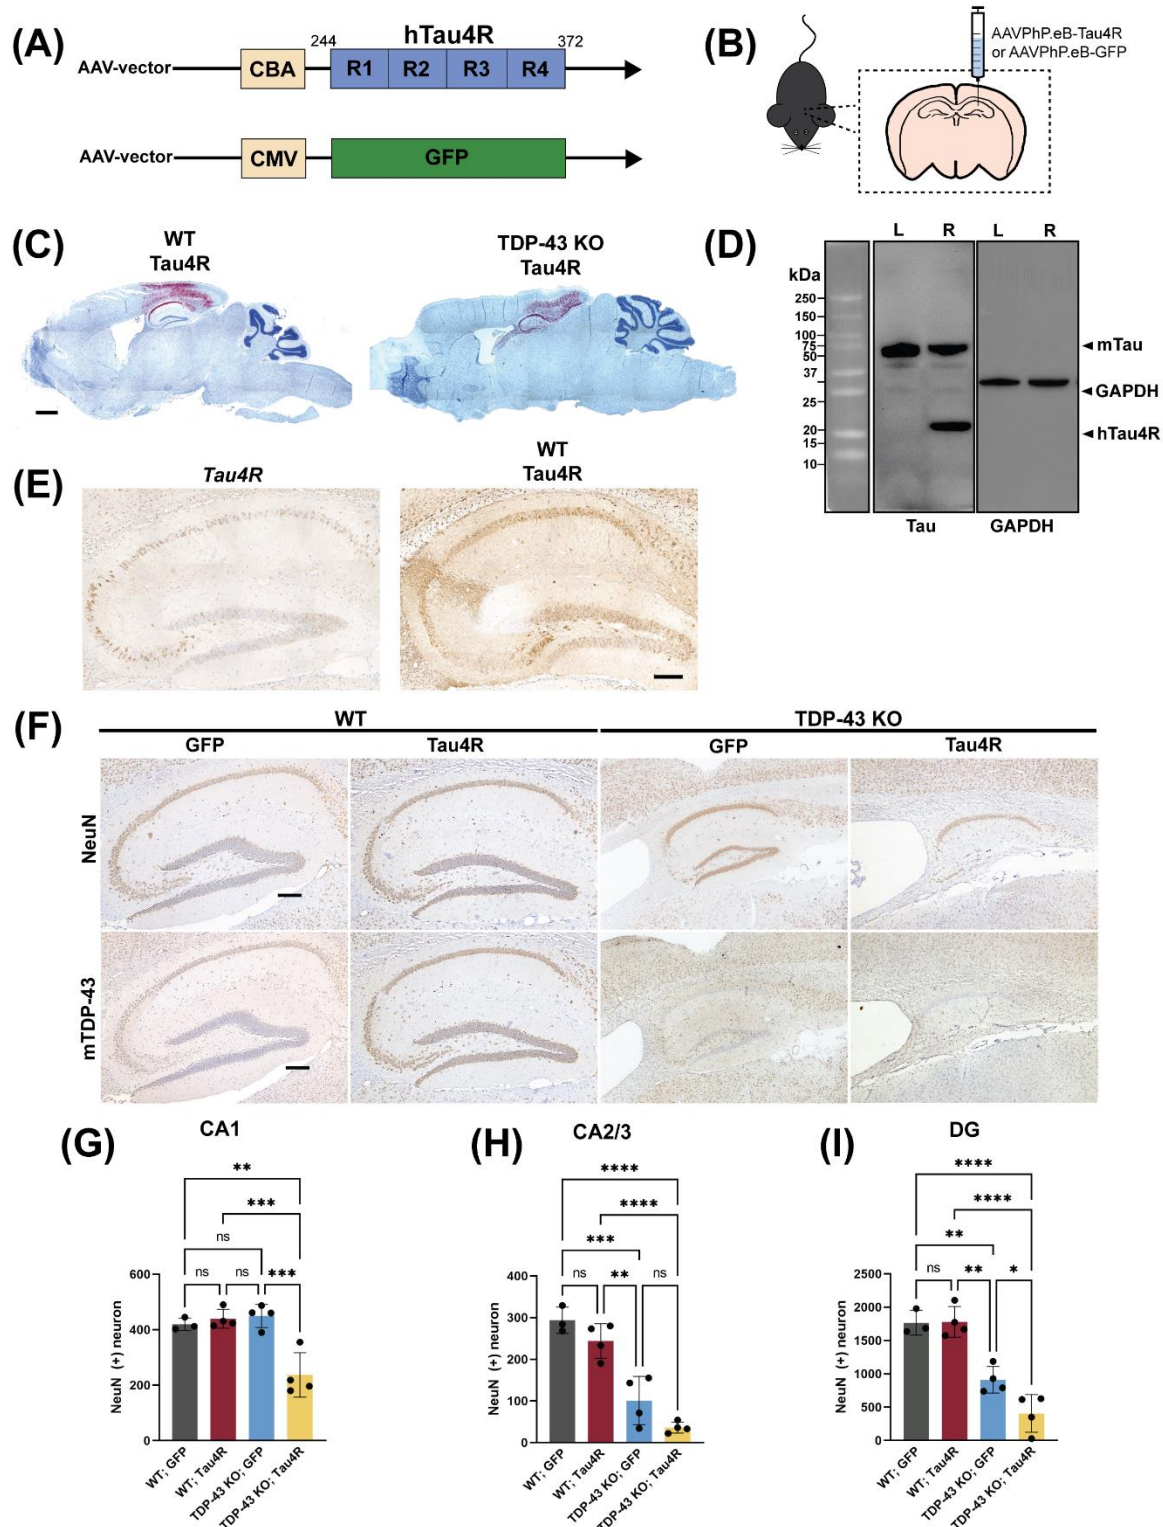 (A)
hTau4R
244
372
AAV-vector
CBA
R1
R2
R3
R4
AAV-vector
CMV
GFP
(B)
AAVPhP.eB-Tau4R
or AAVPhP.eB-GFP
(C)
WT
Tau4R
TDP-43 KO
Tau4R
(D)
L R L R
kDa
250
150
100
75
50
37
25
20
15
10
mTau
GAPDH
hTau4R
Tau GAPDH
(E)
Tau4R
WT
Tau4R
(F)
WT TDP-43 KO
GFP Tau4R GFP Tau4R
NeuN
mTDP-43
(G)
CA1
**
***
ns
ns ns ***
NeuN (+) neuron
600
400
200
0
WT; GFP
WT; Tau4R
TDP-43 KO; GFP
TDP-43 KO; Tau4R
(H)
CA2/3
****
****
***
ns ** ns
NeuN (+) neuron
400
300
200
100
0
WT; GFP
WT; Tau4R
TDP-43 KO; GFP
TDP-43 KO; Tau4R
(I)
DG
****
****
**
ns ** *
NeuN (+) neuron
2500
2000
1500
1000
500
0
WT; GFP
WT; Tau4R
TDP-43 KO; GFP
TDP-43 KO; Tau4R